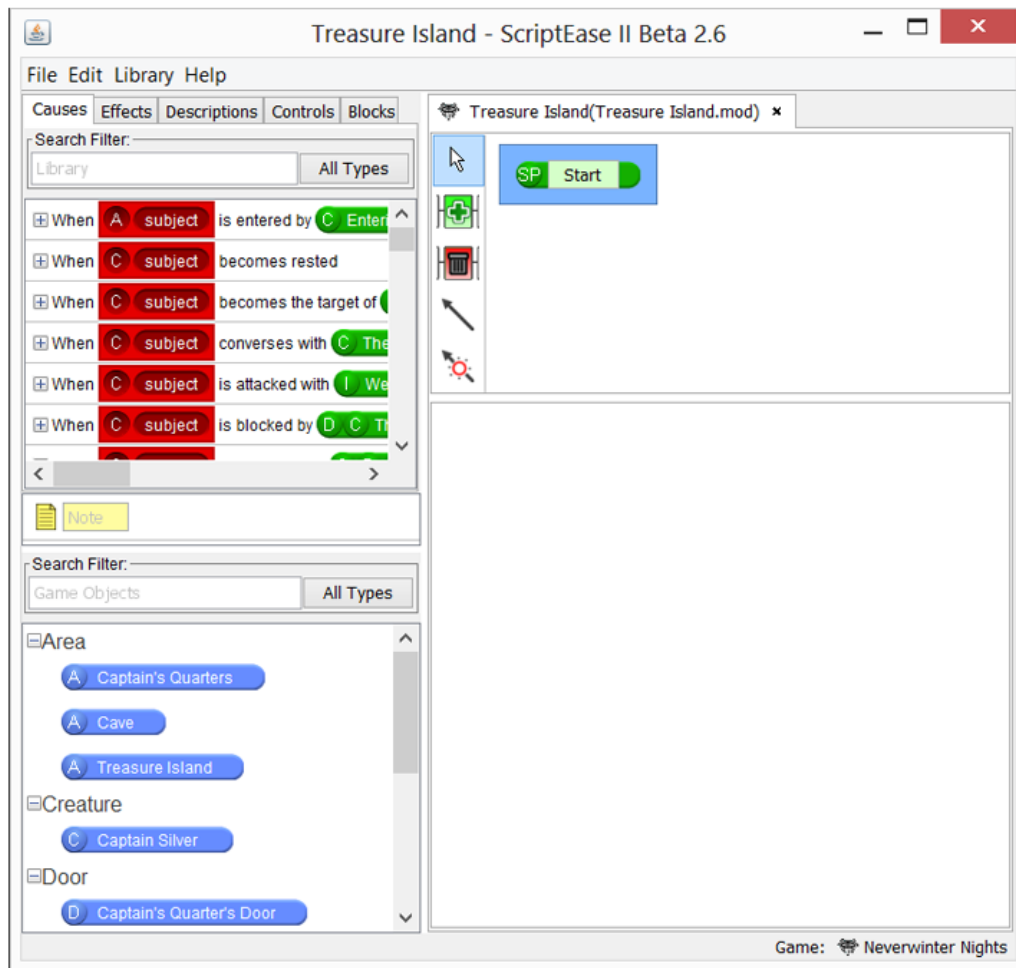 Treasure Island - ScriptEase II Beta 2.6
File Edit Library Help
Causes Effects Descriptions Controls Blocks
Search Filter:
Library All Types
When A subject is entered by C Enteri
When C subject becomes rested
When C subject becomes the target of
When C subject converses with C The
When C subject is attacked with I We
When C subject is blocked by D C Th
Note
Search Filter:
Game Objects All Types
Area
A Captain's Quarters
A Cave
A Treasure Island
Creature
C Captain Silver
Door
D Captain's Quarter's Door
Treasure Island(Treasure Island.mod) ×
SP Start
Game: Neverwinter Nights